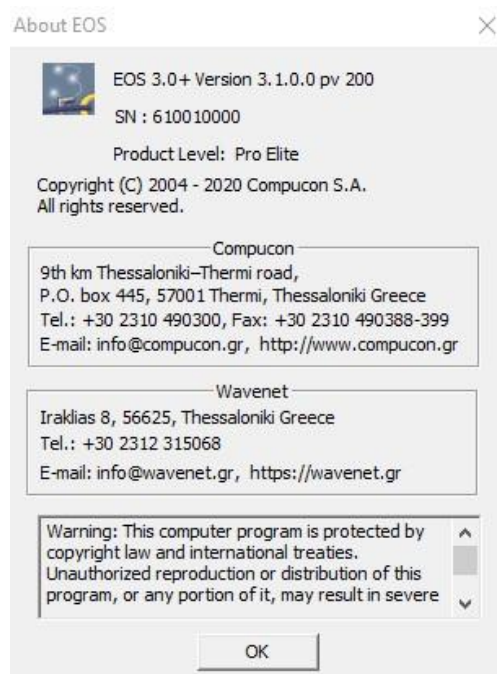 About EOS
EOS 3.0+ Version 3.1.0.0 pv 200
SN : 610010000
Product Level: Pro Elite
Copyright (C) 2004 - 2020 Compucon S.A.
All rights reserved.
Compucon
9th km Thessaloniki–Thermi road,
P.O. box 445, 57001 Thermi, Thessaloniki Greece
Tel.: +30 2310 490300, Fax: +30 2310 490388-399
E-mail: info@compucon.gr, http://www.compucon.gr
Wavenet
Iraklias 8, 56625, Thessaloniki Greece
Tel.: +30 2312 315068
E-mail: info@wavenet.gr, https://wavenet.gr
Warning: This computer program is protected by
copyright law and international treaties.
Unauthorized reproduction or distribution of this
program, or any portion of it, may result in severe
OK